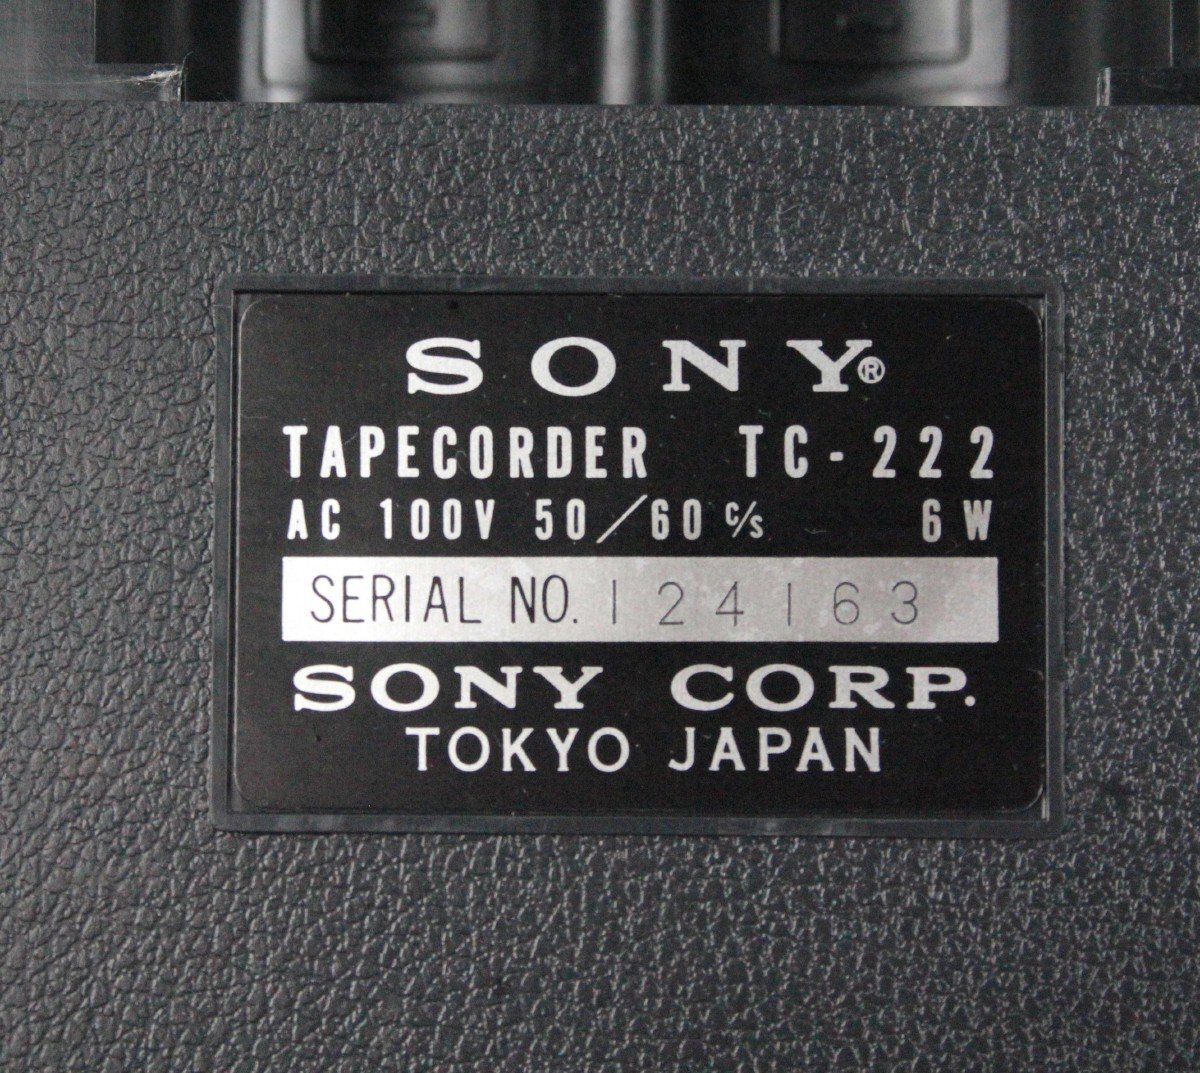 SONY®
TAPECORDER TC-222
AC 100V 50/60 c/s 6W
SERIAL NO. 124163
SONY CORP.
TOKYO JAPAN